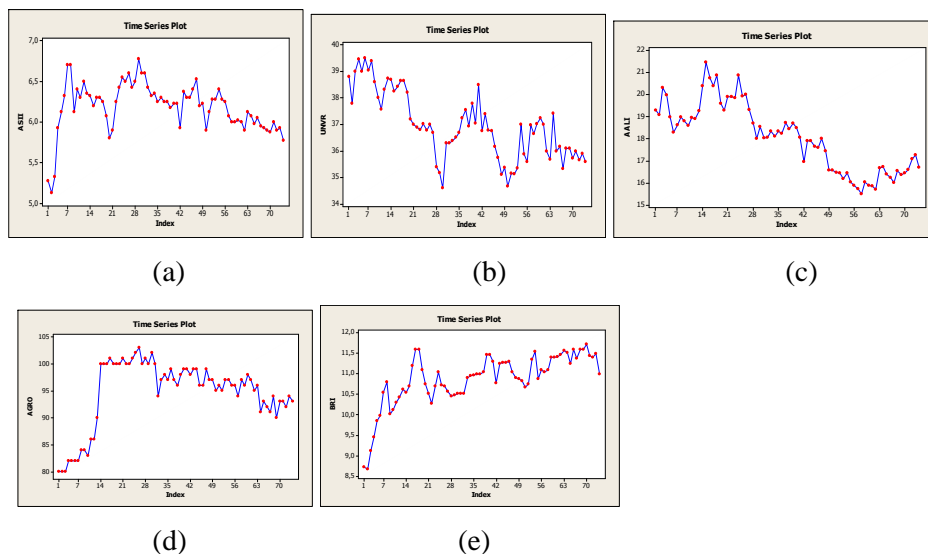 Time Series Plot
7,0
6,5
6,0
5,5
5,0
ASII
1 7 14 21 28 35 42 49 56 63 70
Index
(a)
Time Series Plot
40
39
38
37
36
35
34
UNVR
1 7 14 21 28 35 42 49 56 63 70
Index
(b)
Time Series Plot
22
21
20
19
18
17
16
15
AALI
1 7 14 21 28 35 42 49 56 63 70
Index
(c)
Time Series Plot
105
100
95
90
85
80
AGRO
1 7 14 21 28 35 42 49 56 63 70
Index
(d)
Time Series Plot
12,0
11,5
11,0
10,5
10,0
9,5
9,0
8,5
BRI
1 7 14 21 28 35 42 49 56 63 70
Index
(e)